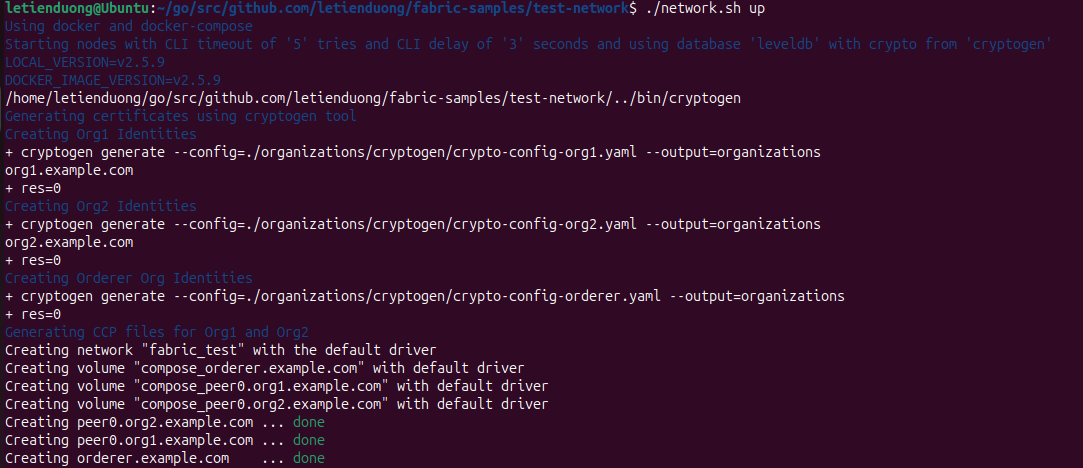 letienduong@Ubuntu:~/go/src/github.com/letienduong/fabric-samples/test-network$ ./network.sh up
Using docker and docker-compose
Starting nodes with CLI timeout of '5' tries and CLI delay of '3' seconds and using database 'leveldb' with crypto from 'cryptogen'
LOCAL_VERSION=v2.5.9
DOCKER_IMAGE_VERSION=v2.5.9
/home/letienduong/go/src/github.com/letienduong/fabric-samples/test-network/../bin/cryptogen
Generating certificates using cryptogen tool
Creating Org1 Identities
+ cryptogen generate --config=./organizations/cryptogen/crypto-config-org1.yaml --output=organizations
org1.example.com
+ res=0
Creating Org2 Identities
+ cryptogen generate --config=./organizations/cryptogen/crypto-config-org2.yaml --output=organizations
org2.example.com
+ res=0
Creating Orderer Org Identities
+ cryptogen generate --config=./organizations/cryptogen/crypto-config-orderer.yaml --output=organizations
+ res=0
Generating CCP files for Org1 and Org2
Creating network "fabric_test" with the default driver
Creating volume "compose_orderer.example.com" with default driver
Creating volume "compose_peer0.org1.example.com" with default driver
Creating volume "compose_peer0.org2.example.com" with default driver
Creating peer0.org2.example.com ... done
Creating peer0.org1.example.com ... done
Creating orderer.example.com    ... done